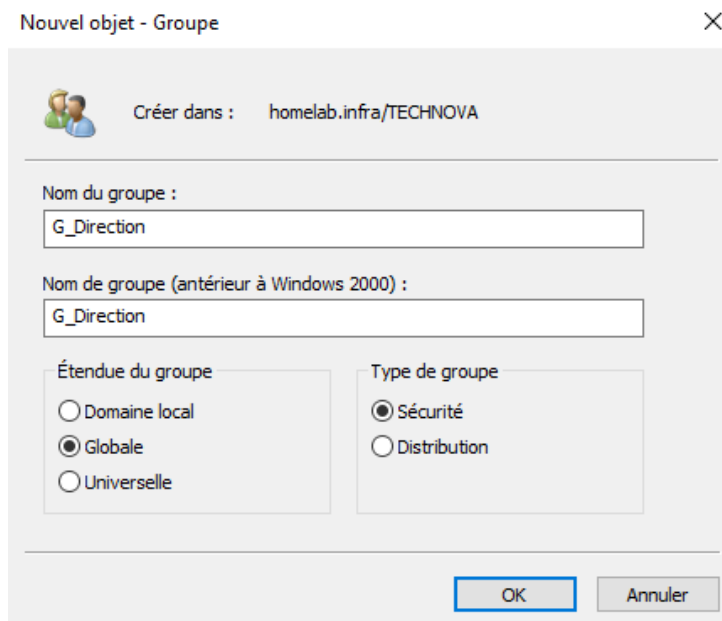 Nouvel objet - Groupe
Créer dans : homelab.infra/TECHNOVA
Nom du groupe :
G_Direction
Nom de groupe (antérieur à Windows 2000) :
G_Direction
Étendue du groupe
Domaine local
Globale
Universelle
Type de groupe
Sécurité
Distribution
OK Annuler